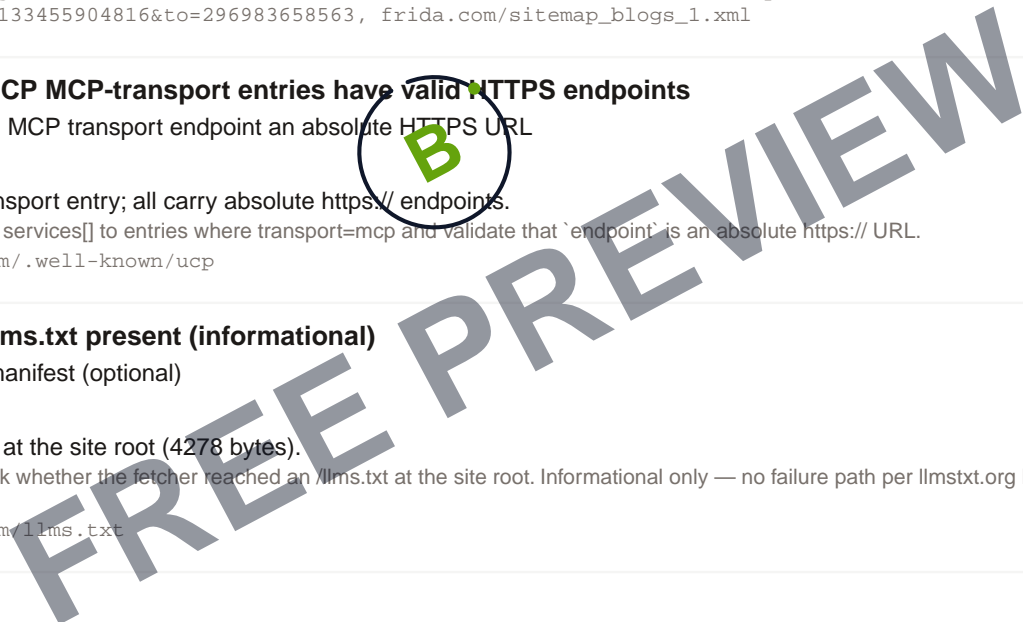 133455904816&to=296983658563, frida.com/sitemap_blogs_1.xml
CP MCP-transport entries have valid HTTPS endpoints
MCP transport endpoint an absolute HTTPS URL
B
nsport entry; all carry absolute https:// endpoints.
services[] to entries where transport=mcp and validate that `endpoint` is an absolute https:// URL.
m/.well-known/ucp
lms.txt present (informational)
manifest (optional)
at the site root (4278 bytes).
k whether the fetcher reached an /llms.txt at the site root. Informational only — no failure path per llmstxt.org
m/llms.txt
FREE PREVIEW